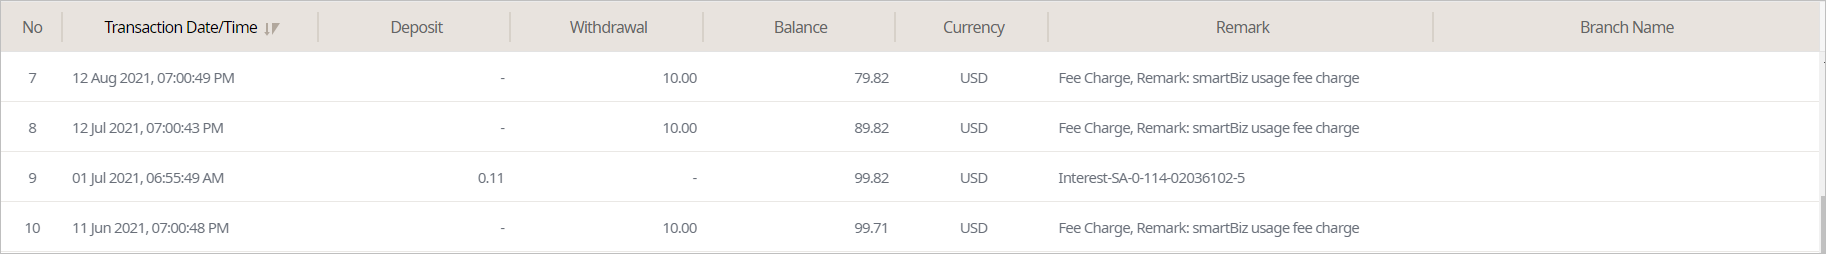 No Transaction Date/Time Deposit Withdrawal Balance Currency Remark Branch Name
7 12 Aug 2021, 07:00:49 PM - 10.00 79.82 USD Fee Charge, Remark: smartBiz usage fee charge
8 12 Jul 2021, 07:00:43 PM - 10.00 89.82 USD Fee Charge, Remark: smartBiz usage fee charge
9 01 Jul 2021, 06:55:49 AM 0.11 - 99.82 USD Interest-SA-0-114-02036102-5
10 11 Jun 2021, 07:00:48 PM - 10.00 99.71 USD Fee Charge, Remark: smartBiz usage fee charge